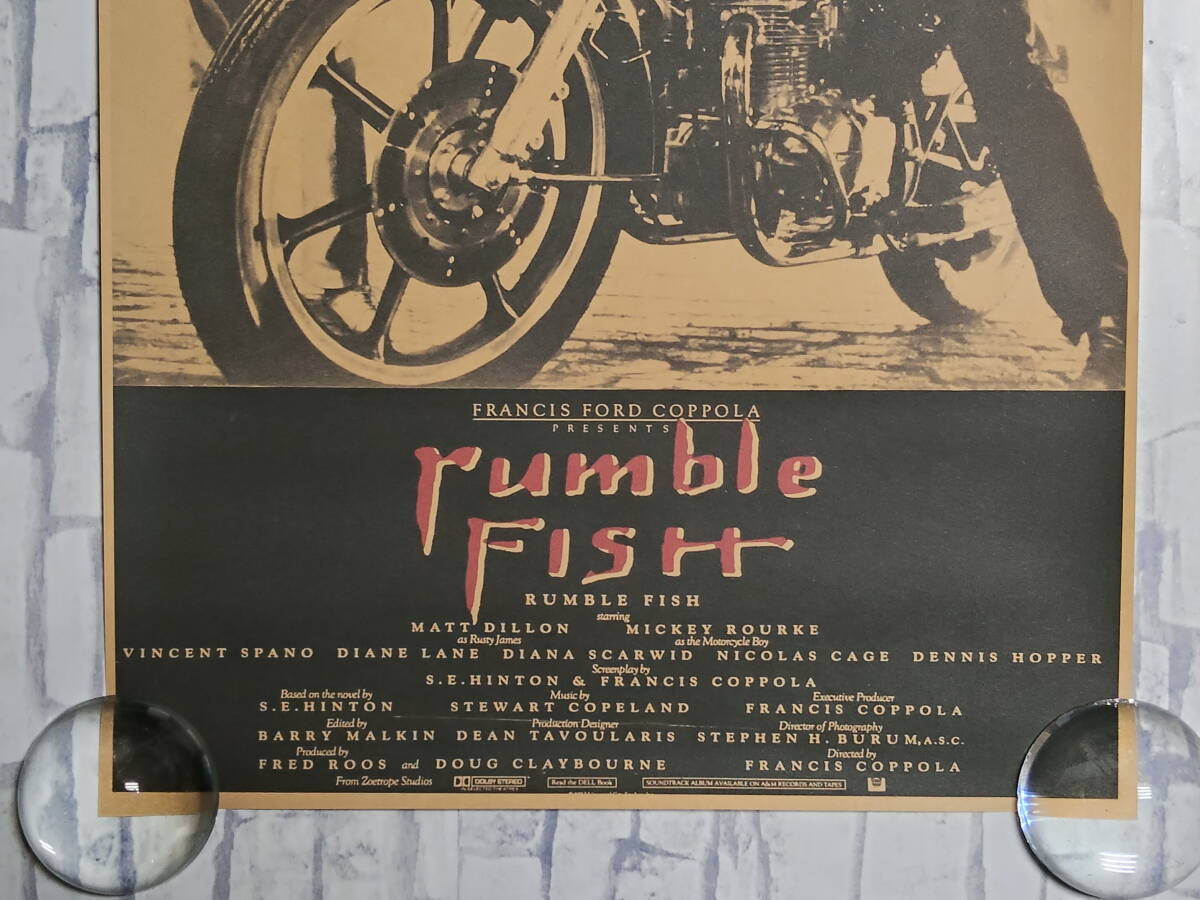 FRANCIS FORD COPPOLA
PRESENTS
rumble
FISH
RUMBLE FISH
starring
MATT DILLON MICKEY ROURKE
as Rusty James as the Motorcycle Boy
VINCENT SPANO DIANE LANE DIANA SCARWID NICOLAS CAGE DENNIS HOPPER
Screenplay by
S.E.HINTON & FRANCIS COPPOLA
Based on the novel by Music by Executive Producer
S.E.HINTON STEWART COPELAND FRANCIS COPPOLA
Edited by Production Designer Director of Photography
BARRY MALKIN DEAN TAVOULARIS STEPHEN H. BURUM, A.S.C.
Produced by Directed by
FRED ROOS and DOUG CLAYBOURNE FRANCIS COPPOLA
From Zoetrope Studios DOLBY STEREO Read the DELL Book SOUNDTRACK ALBUM AVAILABLE ON A&M RECORDS AND TAPES
IN SELECTED THEATRES